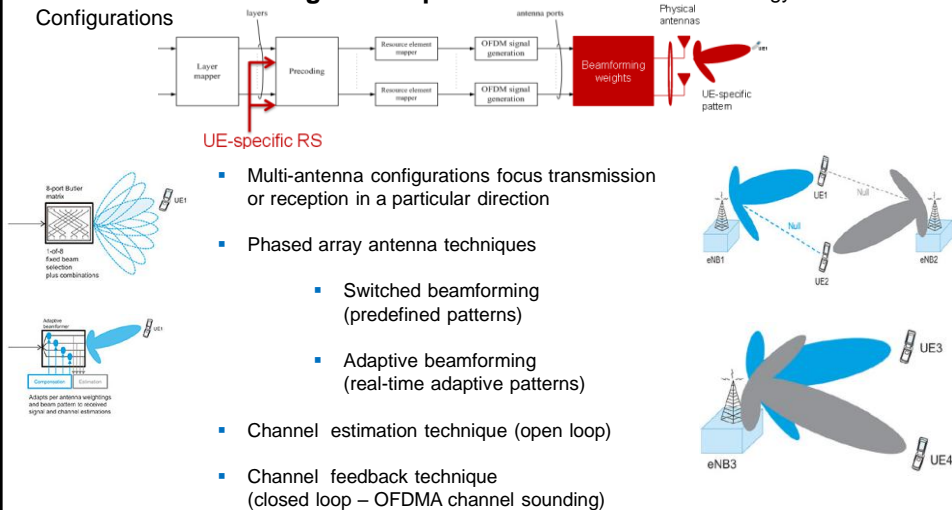 Configurations
layers
antenna ports
Physical
antennas
Layer
mapper
Precoding
Resource element
mapper
OFDM signal
generation
Resource element
mapper
OFDM signal
generation
Beamforming
weights
UE1
UE-specific
pattern
UE-specific RS
8-port Butler
matrix
UE1
1-of-8
fixed beam
selection
plus combinations
Adaptive
beamformer
UE1
Compensation
Estimation
Adapts per antenna weightings
and beam pattern to received
signal and channel estimations
Multi-antenna configurations focus transmission
or reception in a particular direction
Phased array antenna techniques
Switched beamforming
(predefined patterns)
Adaptive beamforming
(real-time adaptive patterns)
Channel estimation technique (open loop)
Channel feedback technique
(closed loop – OFDMA channel sounding)
UE1
Null
Null
eNB1
UE2
eNB2
UE3
eNB3
UE4